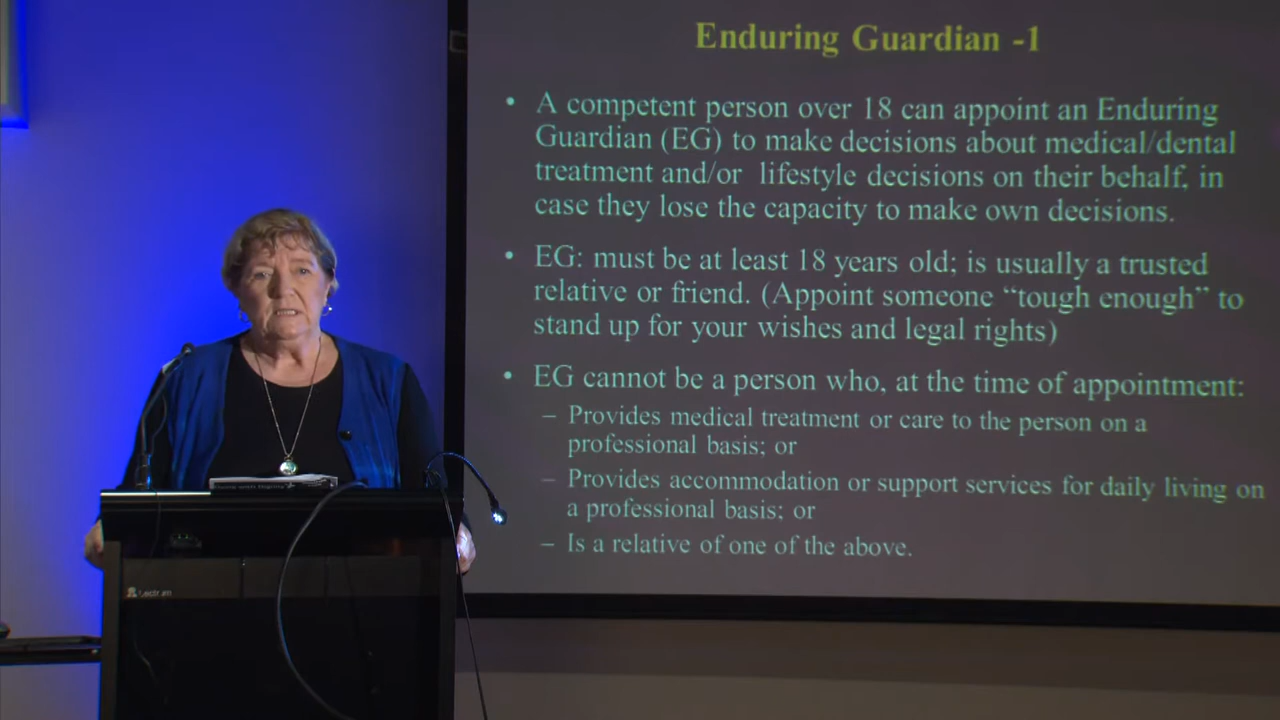 Enduring Guardian -1
• A competent person over 18 can appoint an Enduring
Guardian (EG) to make decisions about medical/dental
treatment and/or lifestyle decisions on their behalf, in
case they lose the capacity to make own decisions.
• EG: must be at least 18 years old; is usually a trusted
relative or friend. (Appoint someone “tough enough” to
stand up for your wishes and legal rights)
• EG cannot be a person who, at the time of appointment:
– Provides medical treatment or care to the person on a
professional basis; or
– Provides accommodation or support services for daily living on
a professional basis; or
– Is a relative of one of the above.